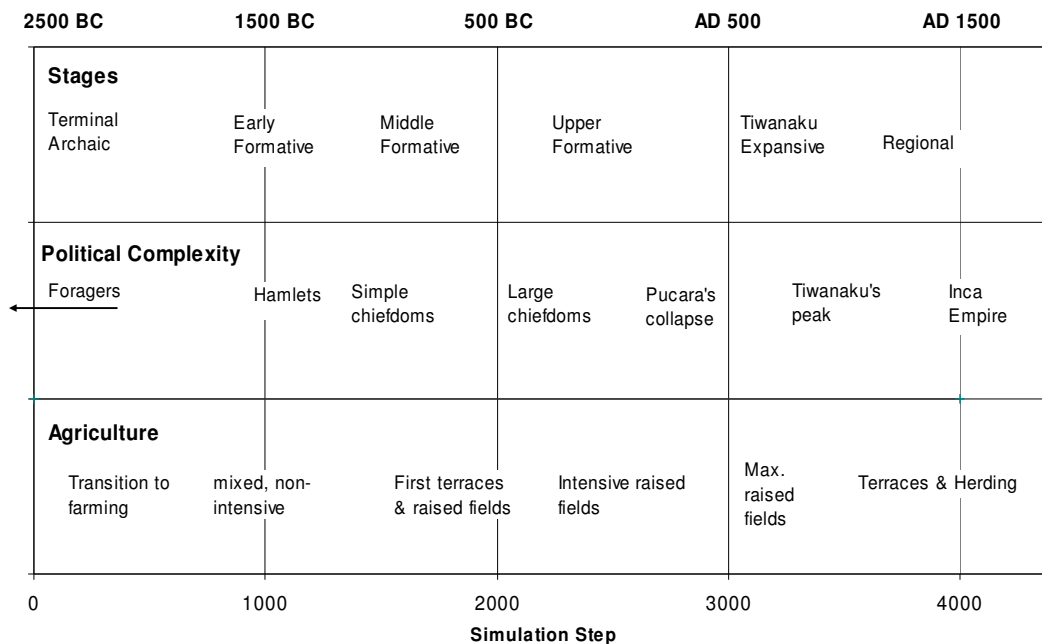 2500 BC 1500 BC 500 BC AD 500 AD 1500
Stages
Terminal
Archaic
Early
Formative
Middle
Formative
Upper
Formative
Tiwanaku
Expansive
Regional
Political Complexity
Foragers
Hamlets
Simple
chiefdoms
Large
chiefdoms
Pucara's
collapse
Tiwanaku's
peak
Inca
Empire
Agriculture
Transition to
farming
mixed, non-
intensive
First terraces
& raised fields
Intensive raised
fields
Max.
raised
fields
Terraces & Herding
0 1000 2000 3000 4000
Simulation Step